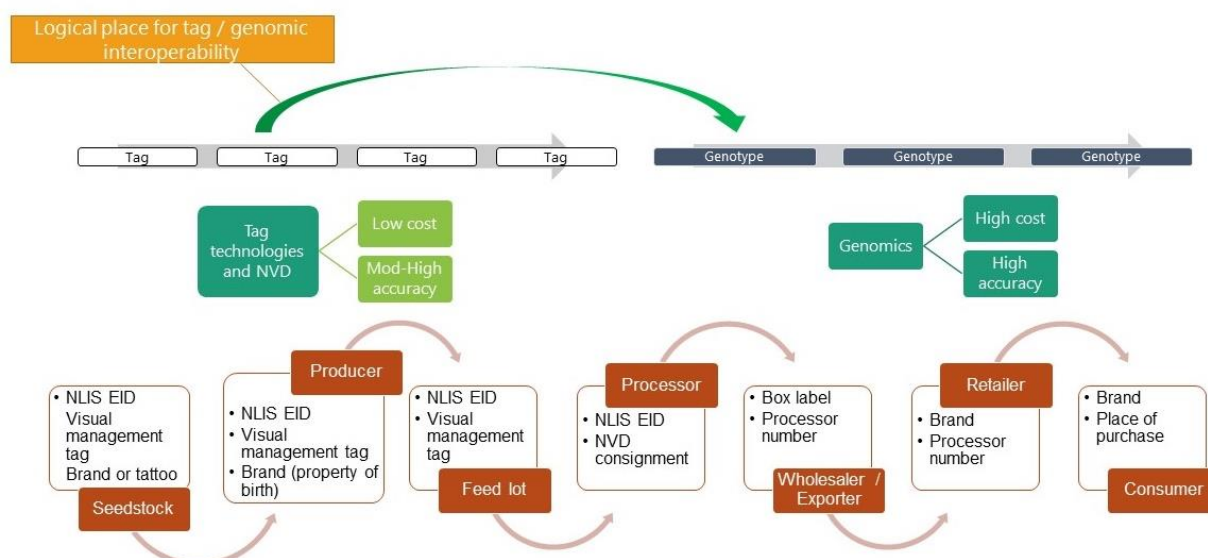 Logical place for tag / genomic
interoperability
Tag
Tag
Tag
Tag
Genotype
Genotype
Genotype
Tag
technologies
and NVD
Low cost
Mod-High
accuracy
Genomics
High cost
High
accuracy
• NLIS EID
Visual
management
tag
Brand or tattoo
Seedstock
Producer
• NLIS EID
• Visual
management tag
• Brand (property of
birth)
• NLIS EID
• Visual
management
tag
Feed lot
Processor
• NLIS EID
• NVD
consignment
• Box label
• Processor
number
Wholesaler /
Exporter
Retailer
• Brand
• Processor
number
• Brand
• Place of
purchase
Consumer